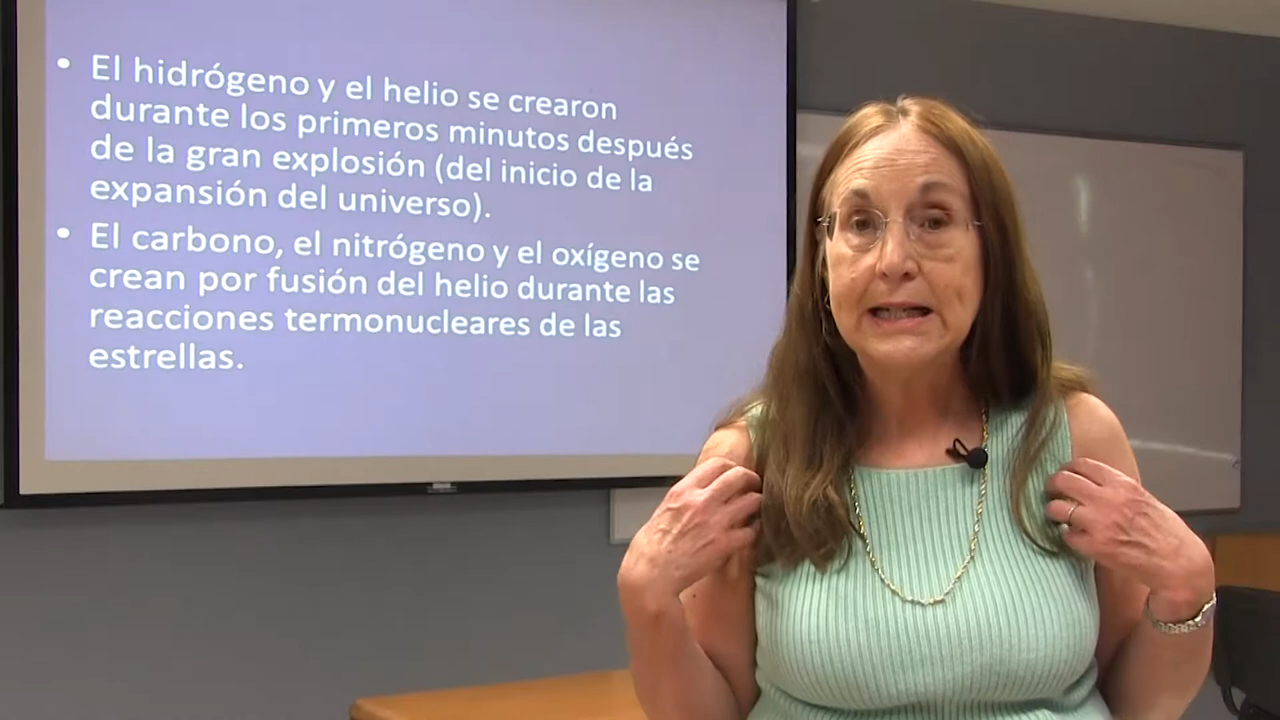 • El hidrógeno y el helio se crearon
durante los primeros minutos después
de la gran explosión (del inicio de la
expansión del universo).
• El carbono, el nitrógeno y el oxígeno se
crean por fusión del helio durante las
reacciones termonucleares de las
estrellas.